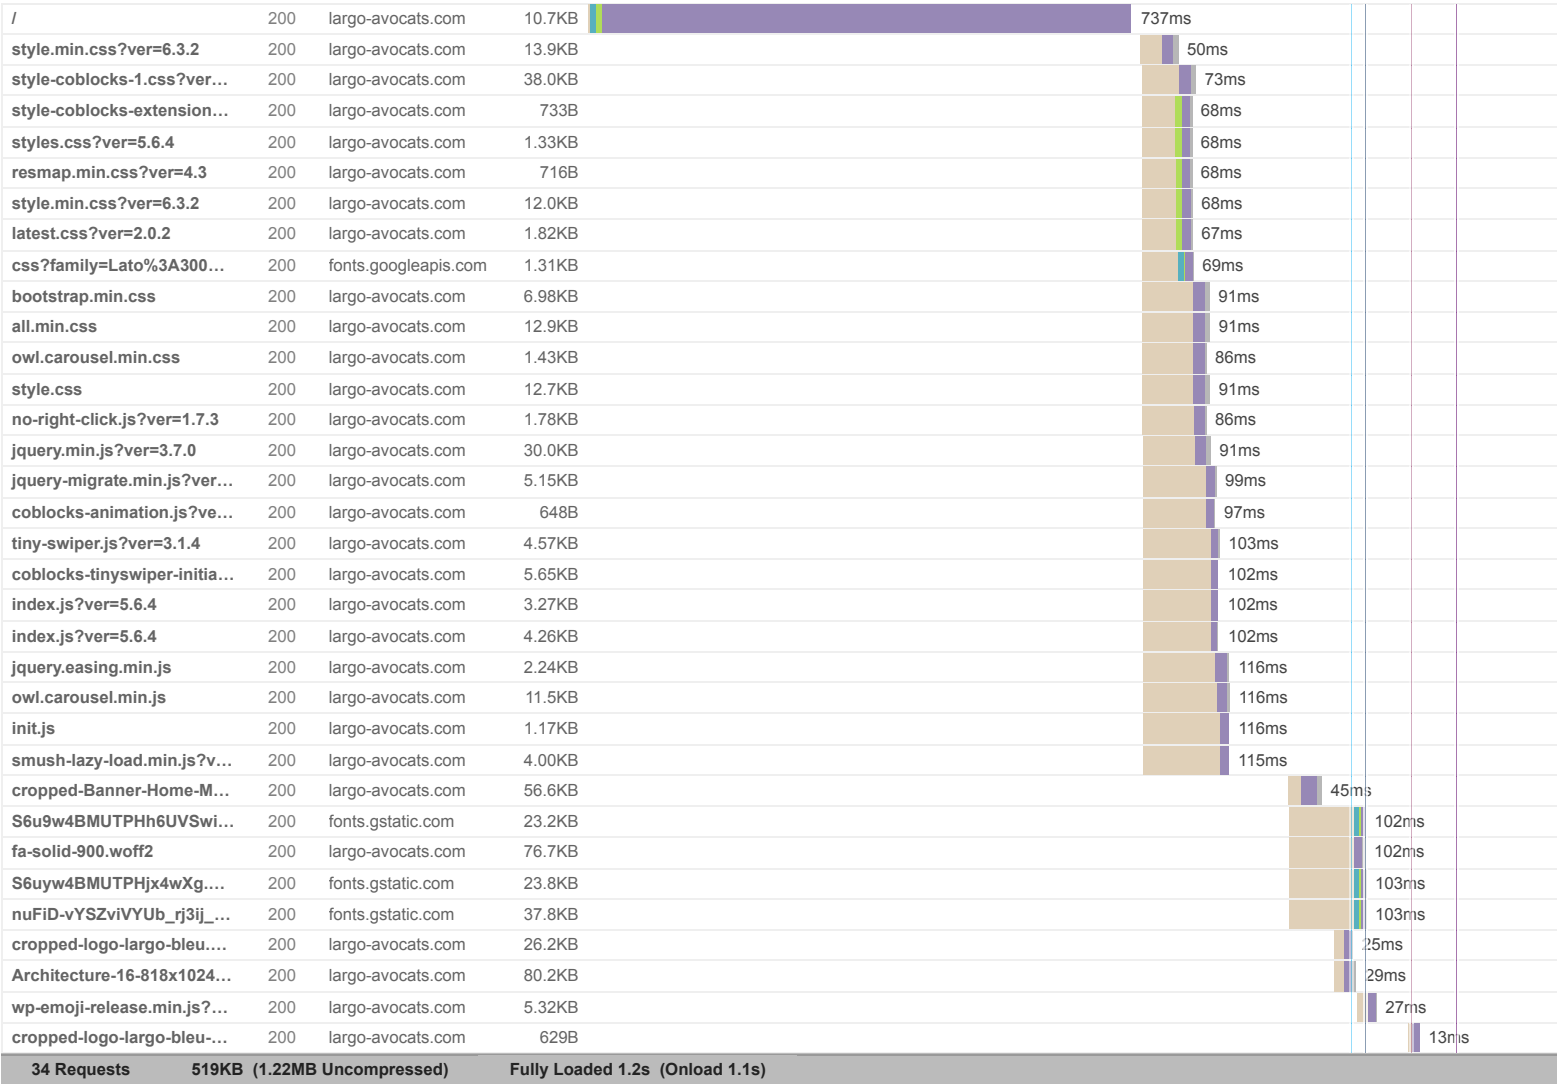 / 200 largo-avocats.com 10.7KB 737ms
style.min.css?ver=6.3.2 200 largo-avocats.com 13.9KB 50ms
style-coblocks-1.css?ver... 200 largo-avocats.com 38.0KB 73ms
style-coblocks-extension... 200 largo-avocats.com 733B 68ms
styles.css?ver=5.6.4 200 largo-avocats.com 1.33KB 68ms
resmap.min.css?ver=4.3 200 largo-avocats.com 716B 68ms
style.min.css?ver=6.3.2 200 largo-avocats.com 12.0KB 68ms
latest.css?ver=2.0.2 200 largo-avocats.com 1.82KB 67ms
css?family=Lato%3A300... 200 fonts.googleapis.com 1.31KB 69ms
bootstrap.min.css 200 largo-avocats.com 6.98KB 91ms
all.min.css 200 largo-avocats.com 12.9KB 91ms
owl.carousel.min.css 200 largo-avocats.com 1.43KB 86ms
style.css 200 largo-avocats.com 12.7KB 91ms
no-right-click.js?ver=1.7.3 200 largo-avocats.com 1.78KB 86ms
jquery.min.js?ver=3.7.0 200 largo-avocats.com 30.0KB 91ms
jquery-migrate.min.js?ver... 200 largo-avocats.com 5.15KB 99ms
coblocks-animation.js?ve... 200 largo-avocats.com 648B 97ms
tiny-swiper.js?ver=3.1.4 200 largo-avocats.com 4.57KB 103ms
coblocks-tinyswiper-initia... 200 largo-avocats.com 5.65KB 102ms
index.js?ver=5.6.4 200 largo-avocats.com 3.27KB 102ms
index.js?ver=5.6.4 200 largo-avocats.com 4.26KB 102ms
jquery.easing.min.js 200 largo-avocats.com 2.24KB 116ms
owl.carousel.min.js 200 largo-avocats.com 11.5KB 116ms
init.js 200 largo-avocats.com 1.17KB 116ms
smush-lazy-load.min.js?v... 200 largo-avocats.com 4.00KB 115ms
cropped-Banner-Home-M... 200 largo-avocats.com 56.6KB 45ms
S6u9w4BMUTPHh6UVSwi... 200 fonts.gstatic.com 23.2KB 102ms
fa-solid-900.woff2 200 largo-avocats.com 76.7KB 102ms
S6uyw4BMUTPHjx4wXg.... 200 fonts.gstatic.com 23.8KB 103ms
nuFiD-vYSZviVYUb_rj3ij_... 200 fonts.gstatic.com 37.8KB 103ms
cropped-logo-largo-bleu.... 200 largo-avocats.com 26.2KB 25ms
Architecture-16-818x1024... 200 largo-avocats.com 80.2KB 29ms
wp-emoji-release.min.js?... 200 largo-avocats.com 5.32KB 27ms
cropped-logo-largo-bleu-... 200 largo-avocats.com 629B 13ms
34 Requests 519KB (1.22MB Uncompressed) Fully Loaded 1.2s (Onload 1.1s)